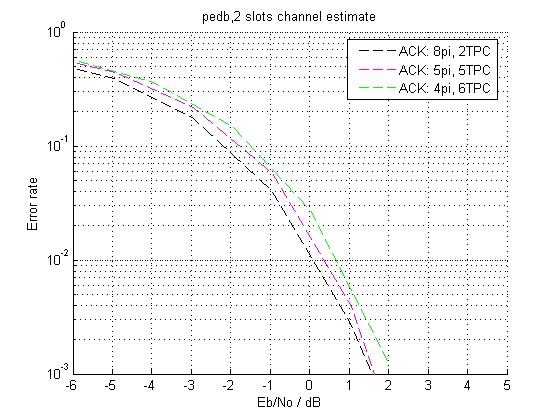 pedb,2 slots channel estimate
10^0
10^-1
10^-2
10^-3
Error rate
ACK: 8pi, 2TPC
ACK: 5pi, 5TPC
ACK: 4pi, 6TPC
-6 -5 -4 -3 -2 -1 0 1 2 3 4 5
Eb/No / dB